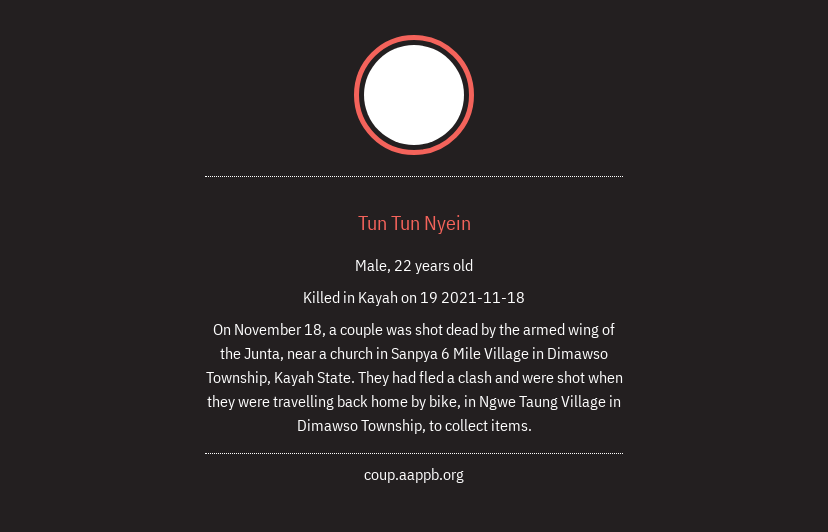 Tun Tun Nyein
Male, 22 years old
Killed in Kayah on 19 2021-11-18
On November 18, a couple was shot dead by the armed wing of
the Junta, near a church in Sanpya 6 Mile Village in Dimawso
Township, Kayah State. They had fled a clash and were shot when
they were travelling back home by bike, in Ngwe Taung Village in
Dimawso Township, to collect items.
coup.aappb.org